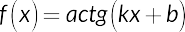 f(x) = actg(kx + b)